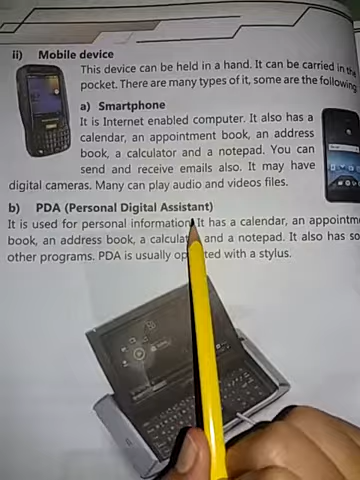 ii) Mobile device
This device can be held in a hand. It can be carried in the
pocket. There are many types of it, some are the following
a) Smartphone
It is Internet enabled computer. It also has a
calendar, an appointment book, an address
book, a calculator and a notepad. You can
send and receive emails also. It may have
digital cameras. Many can play audio and videos files.
b) PDA (Personal Digital Assistant)
It is used for personal information. It has a calendar, an appointm
book, an address book, a calculat and a notepad. It also has so
other programs. PDA is usually op ted with a stylus.